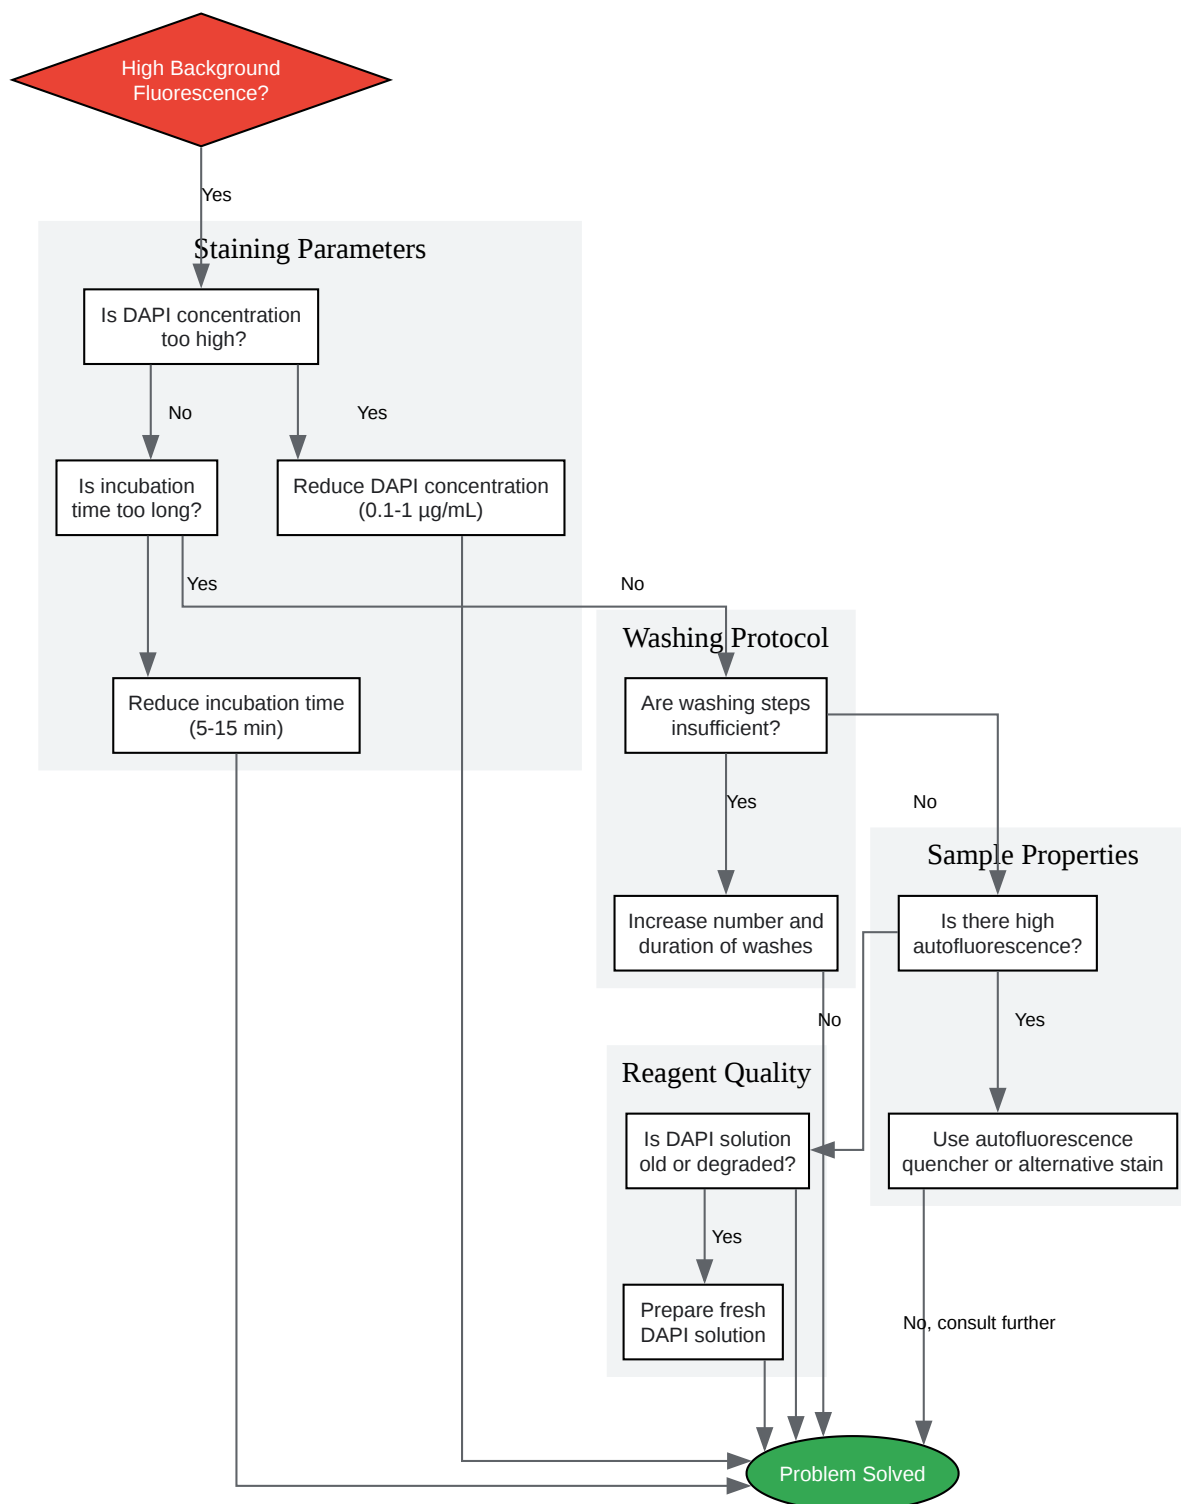 High Background
Fluorescence?
Yes
Staining Parameters
Is DAPI concentration
too high?
No
Yes
Is incubation
time too long?
Reduce DAPI concentration
(0.1-1 µg/mL)
Yes
No
Washing Protocol
Reduce incubation time
(5-15 min)
Are washing steps
insufficient?
Yes
No
Sample Properties
Increase number and
duration of washes
Is there high
autofluorescence?
No
Yes
Reagent Quality
Is DAPI solution
old or degraded?
Use autofluorescence
quencher or alternative stain
Yes
Prepare fresh
DAPI solution
No, consult further
Problem Solved